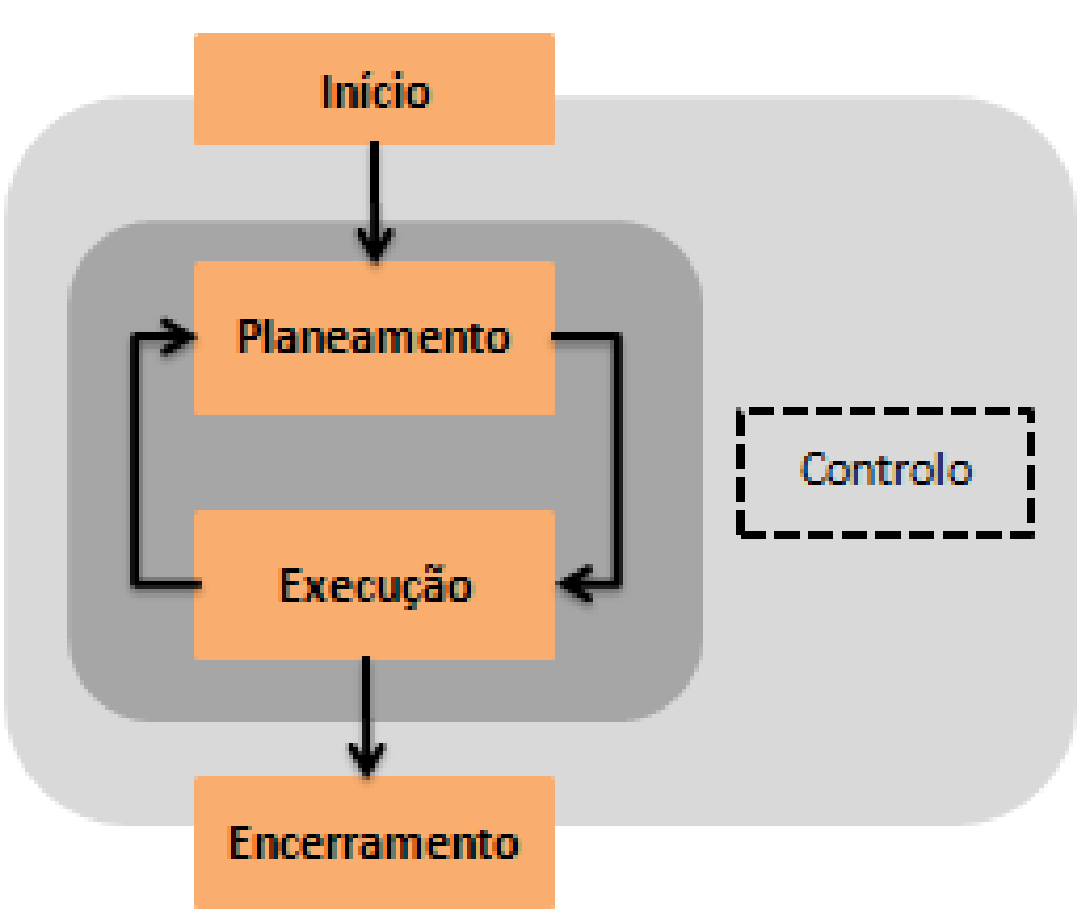 Início
Planeamento
Controlo
Execução
Encerramento